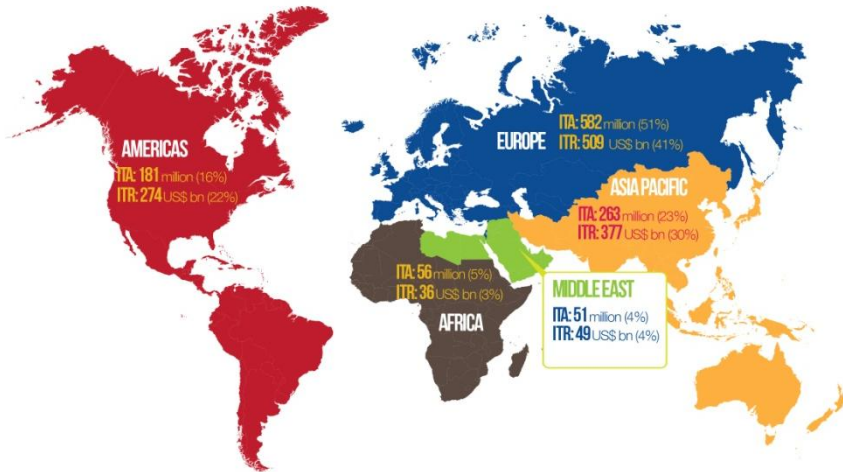 AMERICAS
ITA: 181 million (16%)
ITR: 274 US$ bn (22%)
EUROPE
ITA: 582 million (51%)
ITR: 509 US$ bn (41%)
ASIA PACIFIC
ITA: 263 million (23%)
ITR: 377 US$ bn (30%)
ITA: 56 million (5%)
ITR: 36 US$ bn (3%)
AFRICA
MIDDLE EAST
ITA: 51 million (4%)
ITR: 49 US$ bn (4%)